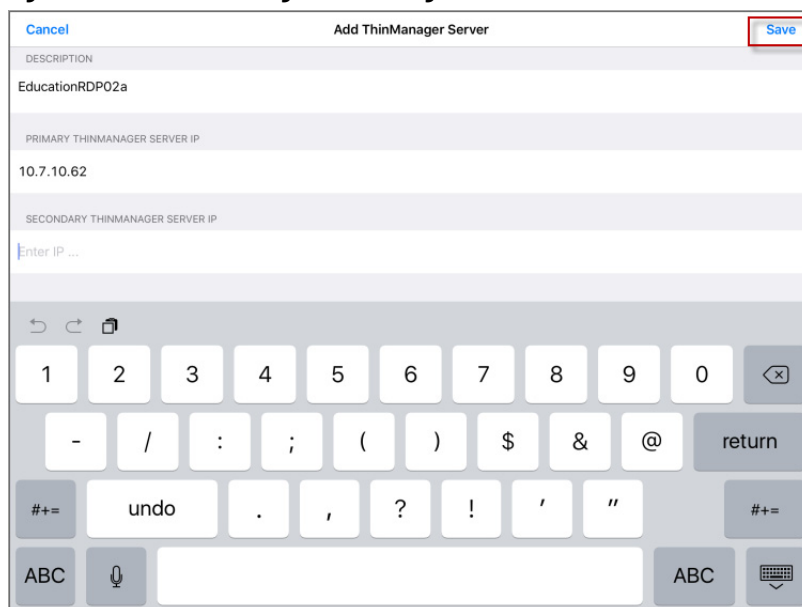 Cancel Add ThinManager Server Save
DESCRIPTION
EducationRDP02a
PRIMARY THINMANAGER SERVER IP
10.7.10.62
SECONDARY THINMANAGER SERVER IP
Enter IP ...
1 2 3 4 5 6 7 8 9 0
- / : ; ( ) $ & @ return
#+= undo . , ? ! ' " #+=
ABC ABC